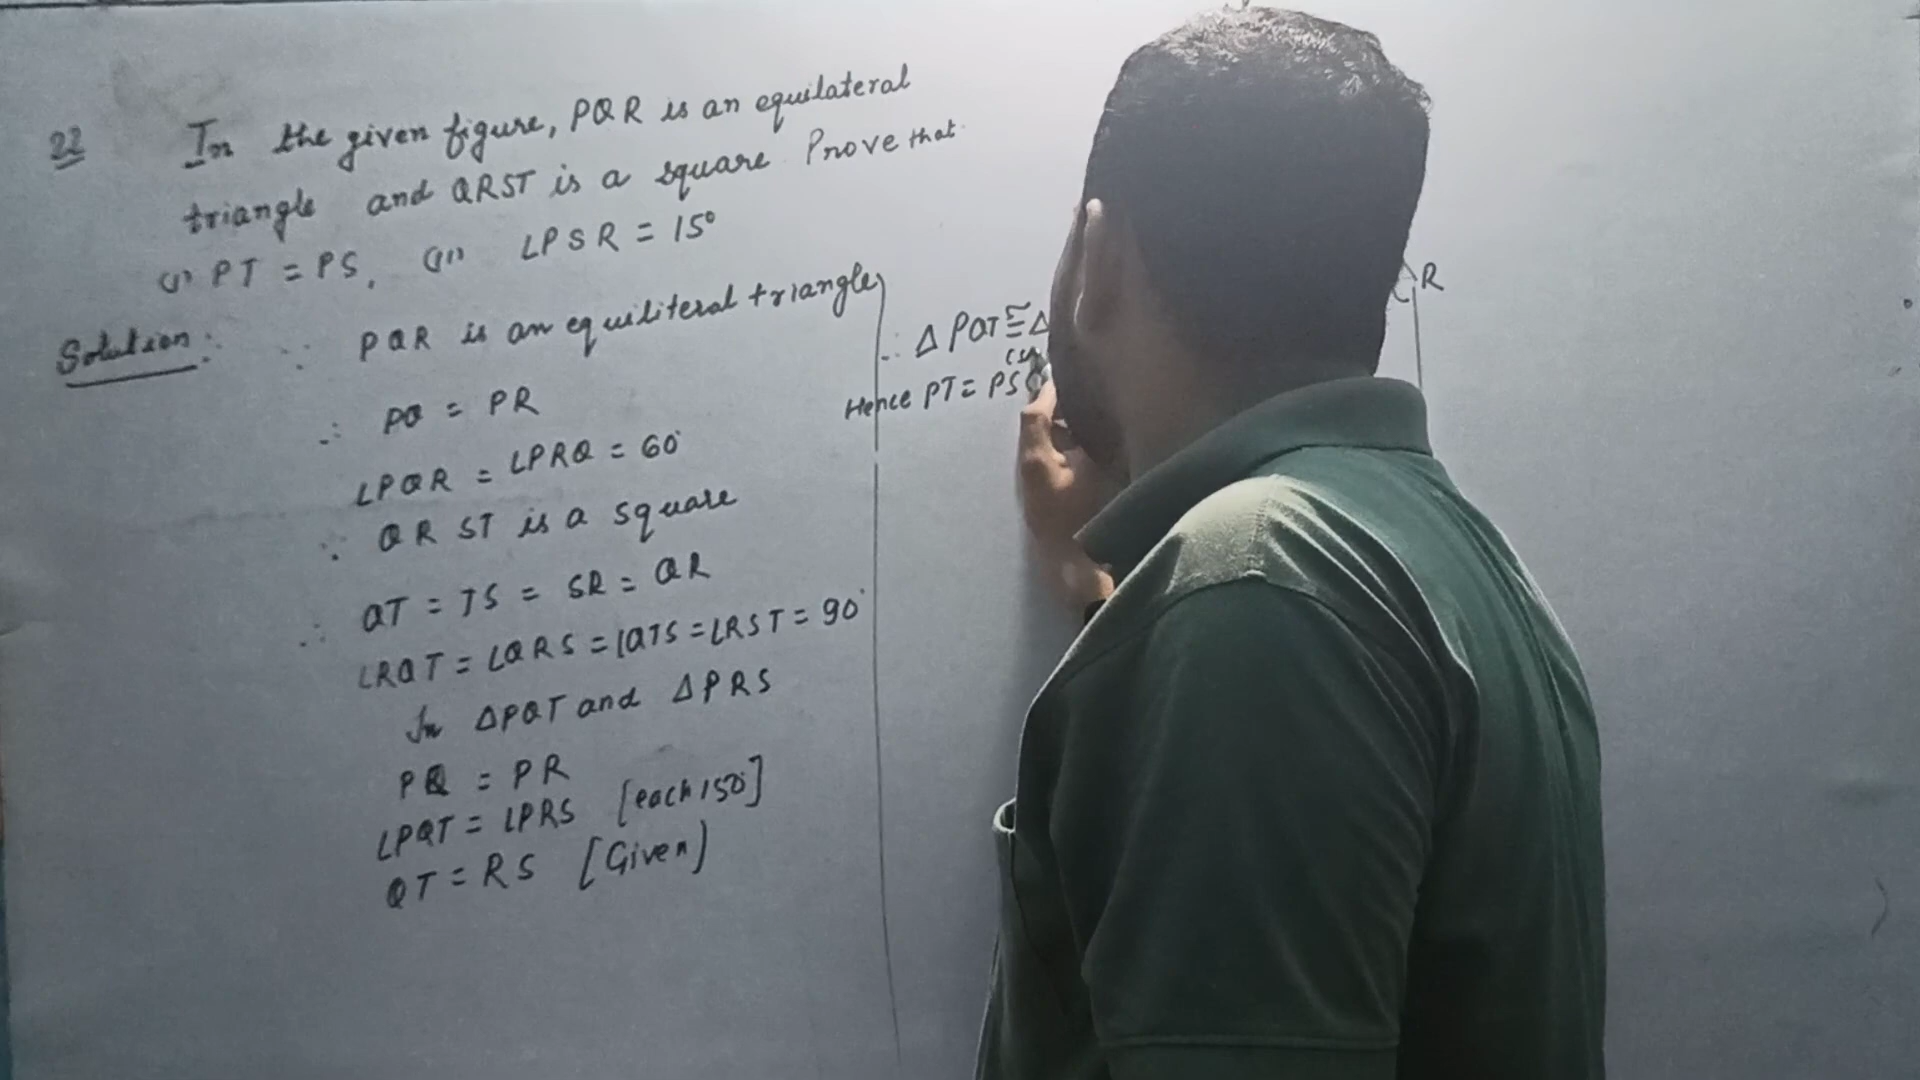 22 In the given figure, PQR is an equilateral
triangle and QRST is a square. Prove that
(i) PT = PS, (ii) ∠PSR = 15°
Solution: ∵ PQR is an equiliteral triangle
∴ PQ = PR
∠PQR = ∠PRQ = 60°
∵ QRST is a square
∴ QT = TS = SR = QR
∠RQT = ∠QRS = ∠QTS = ∠RST = 90°
In ΔPQT and ΔPRS
PQ = PR
∠PQT = ∠PRS [each 150°]
QT = RS [Given]
∴ Δ PQT ≅ Δ
Hence PT = PS
R